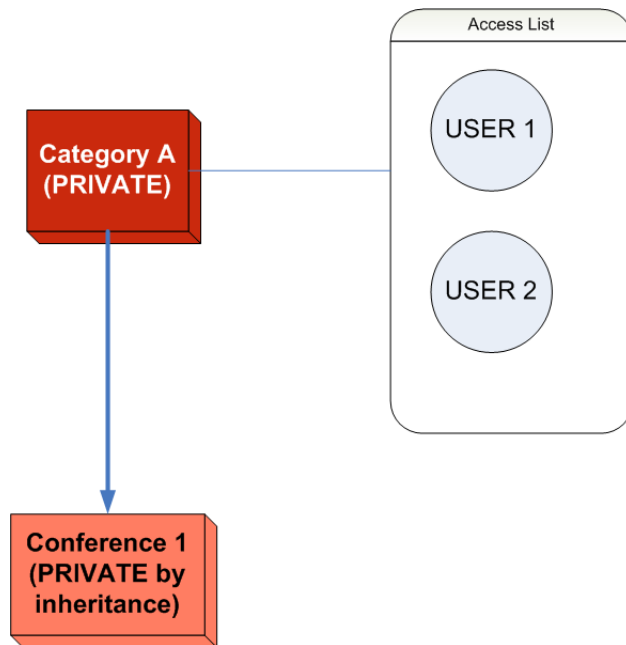 Access List
USER 1
Category A
(PRIVATE)
USER 2
Conference 1
(PRIVATE by
inheritance)